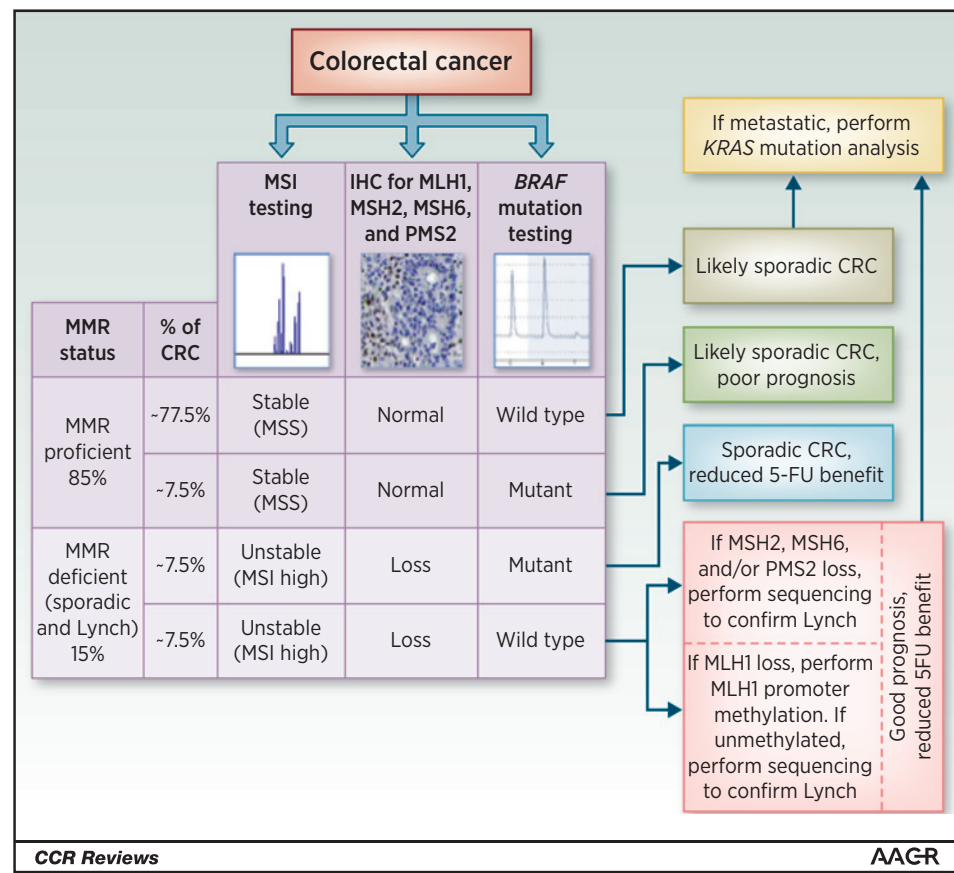 Colorectal cancer
If metastatic, perform
KRAS mutation analysis
MSI
testing
IHC for MLH1,
MSH2, MSH6,
and PMS2
BRAF
mutation
testing
Likely sporadic CRC
MMR
status
% of
CRC
Likely sporadic CRC,
poor prognosis
MMR
proficient
85%
~77.5%
Stable
(MSS)
Normal
Wild type
~7.5%
Stable
(MSS)
Normal
Mutant
Sporadic CRC,
reduced 5-FU benefit
MMR
deficient
(sporadic
and Lynch)
15%
~7.5%
Unstable
(MSI high)
Loss
Mutant
~7.5%
Unstable
(MSI high)
Loss
Wild type
If MSH2, MSH6,
and/or PMS2 loss,
perform sequencing
to confirm Lynch
If MLH1 loss, perform
MLH1 promoter
methylation. If
unmethylated,
perform sequencing
to confirm Lynch
Good prognosis,
reduced 5FU benefit
CCR Reviews
AACR